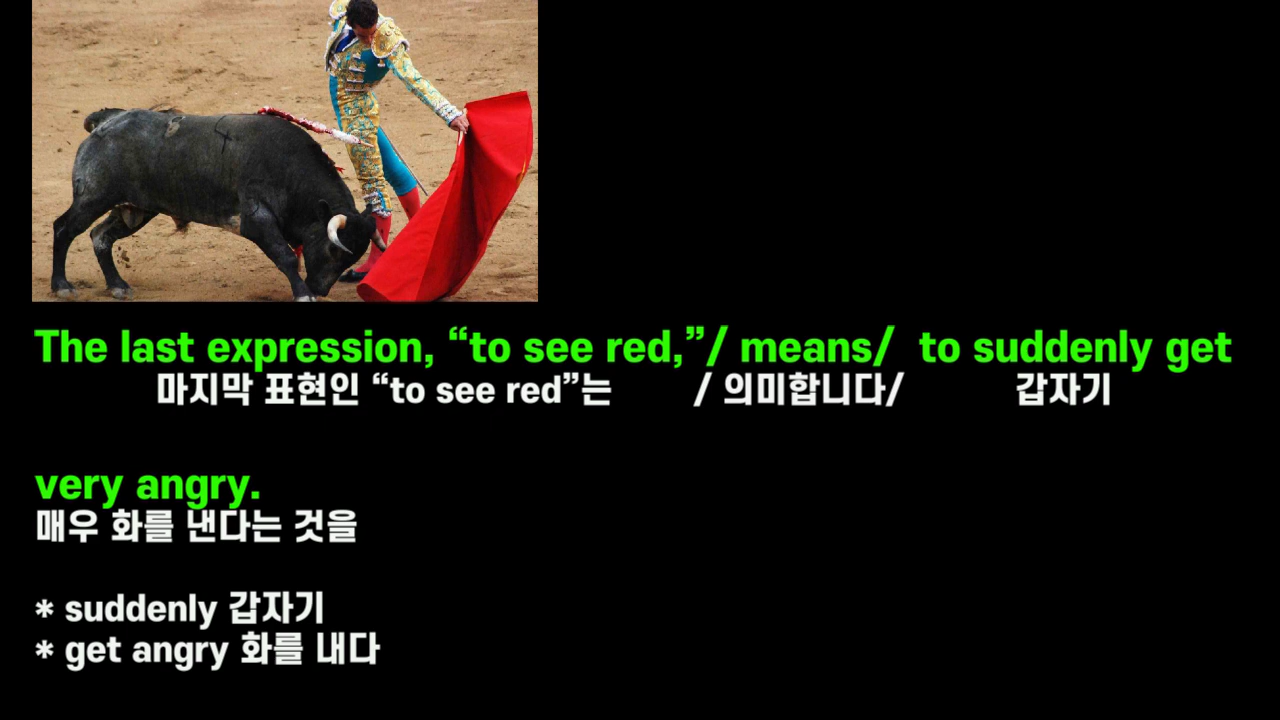 The last expression, “to see red,”/ means/ to suddenly get
마지막 표현인 “to see red”는 / 의미합니다/ 갑자기
very angry.
매우 화를 낸다는 것을
* suddenly 갑자기
* get angry 화를 내다